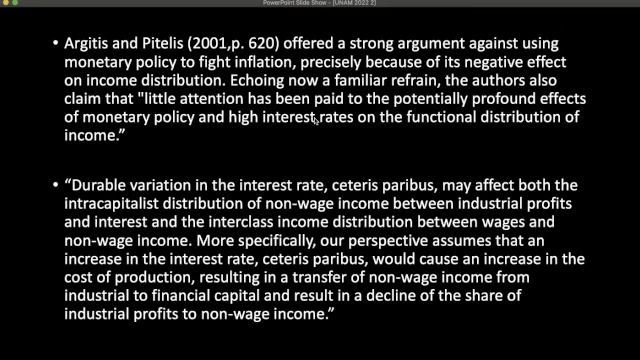 PowerPoint Slide Show - [UNAM 2022 2]
• Argitis and Pitelis (2001,p. 620) offered a strong argument against using
monetary policy to fight inflation, precisely because of its negative effect
on income distribution. Echoing now a familiar refrain, the authors also
claim that "little attention has been paid to the potentially profound effects
of monetary policy and high interest rates on the functional distribution of
income.”
• “Durable variation in the interest rate, ceteris paribus, may affect both the
intracapitalist distribution of non-wage income between industrial profits
and interest and the interclass income distribution between wages and
non-wage income. More specifically, our perspective assumes that an
increase in the interest rate, ceteris paribus, would cause an increase in the
cost of production, resulting in a transfer of non-wage income from
industrial to financial capital and result in a decline of the share of
industrial profits to non-wage income.”